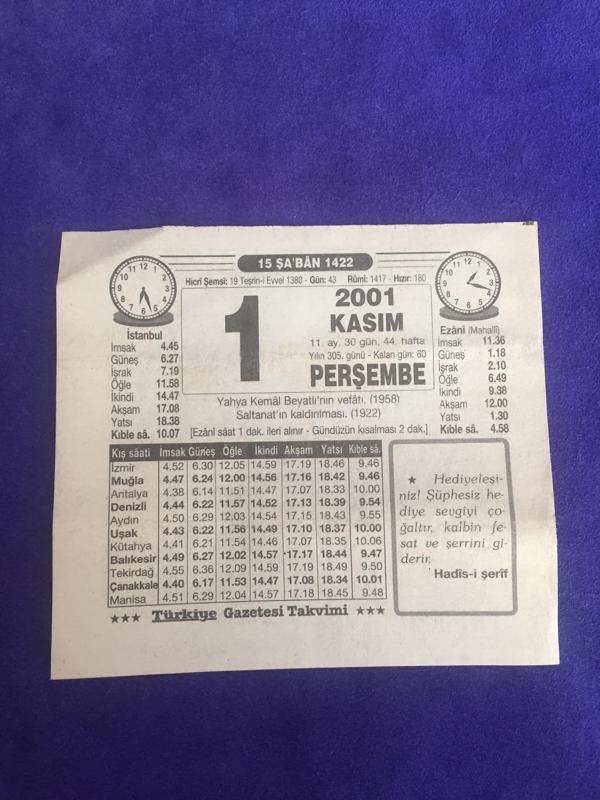 15 ŞA'BÂN 1422
Hicrî Şemsî: 19 Teşrin-i Evvel 1380 - Gün: 43 Rûmî: 1417 - Hızır: 180
1
2001
KASIM
11. ay, 30 gün, 44. hafta
Yılın 305. günü - Kalan gün: 60
PERŞEMBE
Yahya Kemâl Beyatlı'nın vefâtı. (1958)
Saltanat'ın kaldırılması. (1922)
[Ezânî sâat 1 dak. ileri alınır - Gündüzün kısalması 2 dak.]
İstanbul
İmsak 4.45
Güneş 6.27
İşrak 7.19
Öğle 11.58
İkindi 14.47
Akşam 17.08
Yatsı 18.38
Kıble sâ. 10.07
Ezânî (Mahallî)
İmsak 11.36
Güneş 1.18
İşrak 2.10
Öğle 6.49
İkindi 9.38
Akşam 12.00
Yatsı 1.30
Kıble sâ. 4.58
Kış sâati İmsak Güneş Öğle İkindi Akşam Yatsı Kıble sâ.
İzmir 4.52 6.30 12.05 14.59 17.19 18.46 9.46
Muğla 4.47 6.24 12.00 14.56 17.16 18.42 9.46
Antalya 4.38 6.14 11.51 14.47 17.07 18.33 10.00
Denizli 4.44 6.22 11.57 14.52 17.13 18.39 9.54
Aydın 4.50 6.29 12.03 14.54 17.15 18.43 9.55
Uşak 4.43 6.22 11.56 14.49 17.10 18.37 10.00
Kütahya 4.41 6.21 11.54 14.46 17.07 18.35 10.06
Balıkesir 4.49 6.27 12.02 14.57 17.17 18.44 9.47
Tekirdağ 4.55 6.36 12.09 14.59 17.19 18.49 9.50
Çanakkale 4.40 6.17 11.53 14.47 17.08 18.34 10.01
Manisa 4.51 6.29 12.04 14.57 17.18 18.45 9.48
★ Hediyeleşi-
niz! Şüphesiz he-
diye sevgiyi ço-
ğaltır, kalbin fe-
sat ve şerrini gi-
derir.
Hadîs-i şerîf
★★★ Türkiye Gazetesi Takvimi ★★★